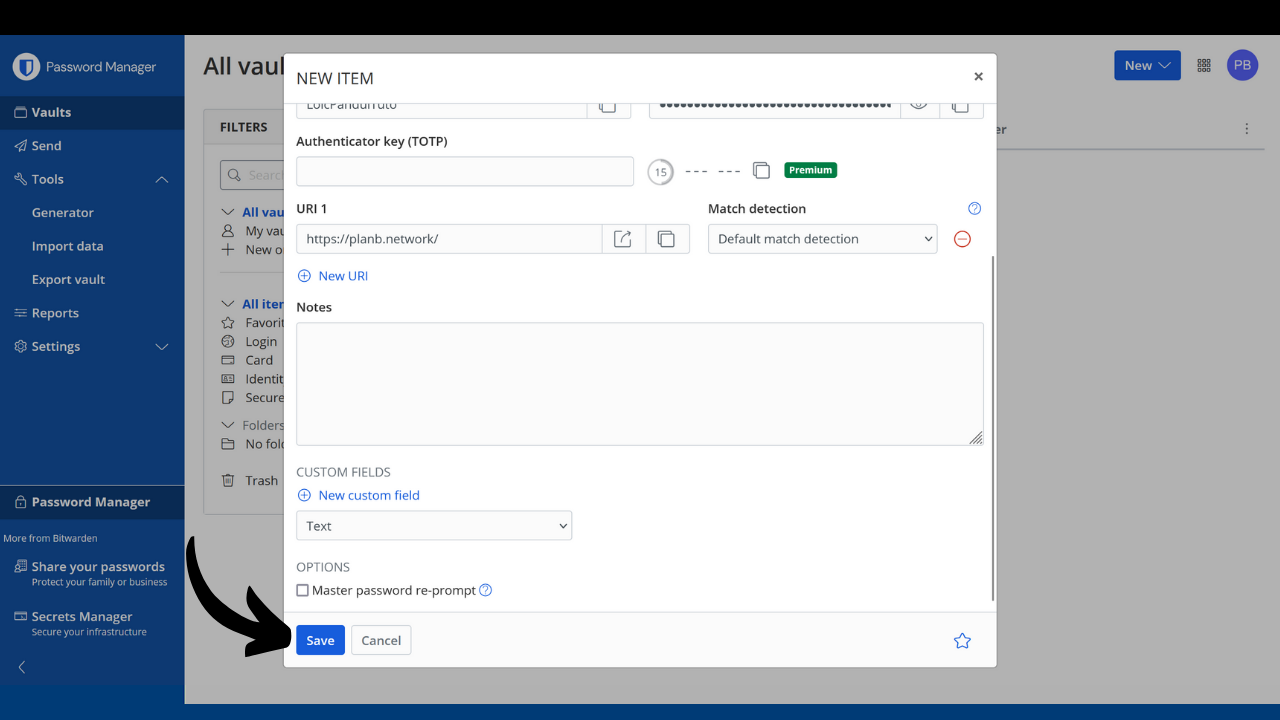 Password Manager
Vaults
Send
Tools
Generator
Import data
Export vault
Reports
Settings
Password Manager
More from Bitwarden
Share your passwords
Protect your family or business
Secrets Manager
Secure your infrastructure
All vaul
New
PB
FILTERS
Search
All vau
My vau
New o
All iter
Favorit
Login
Card
Identit
Secure
Folders
No fold
Trash
er
NEW ITEM
×
LoicPandurruto
Authenticator key (TOTP)
15 --- --- Premium
URI 1 Match detection
https://planb.network/ Default match detection
New URI
Notes
CUSTOM FIELDS
New custom field
Text
OPTIONS
Master password re-prompt
Save Cancel